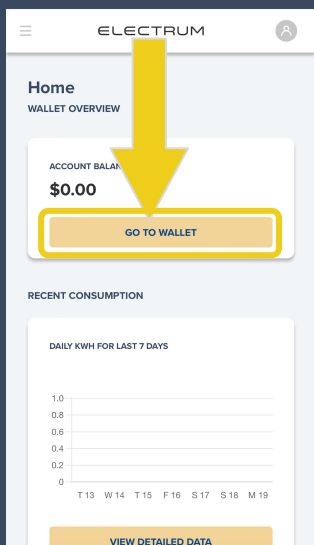 ELECTRUM
Home
WALLET OVERVIEW
ACCOUNT
$0.00
GO TO WALLET
RECENT CONSUMPTION
DAILY KWH FOR LAST 7 DAYS
1.0
0.8
0.6
0.4
0.2
0
T 13 W 14 T 15 F 16 S 17 S 18 M 19
VIEW DETAILED DATA